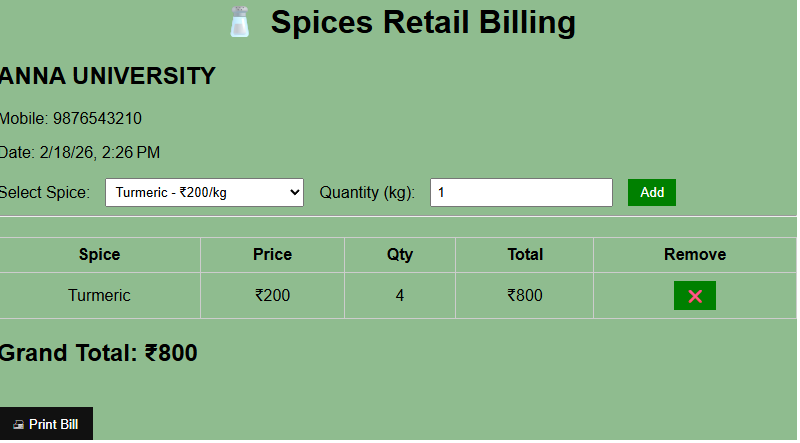 Spices Retail Billing
ANNA UNIVERSITY
Mobile: 9876543210
Date: 2/18/26, 2:26 PM
Select Spice: Turmeric - ₹200/kg Quantity (kg): 1 Add
Spice Price Qty Total Remove
Turmeric ₹200 4 ₹800
Grand Total: ₹800
Print Bill